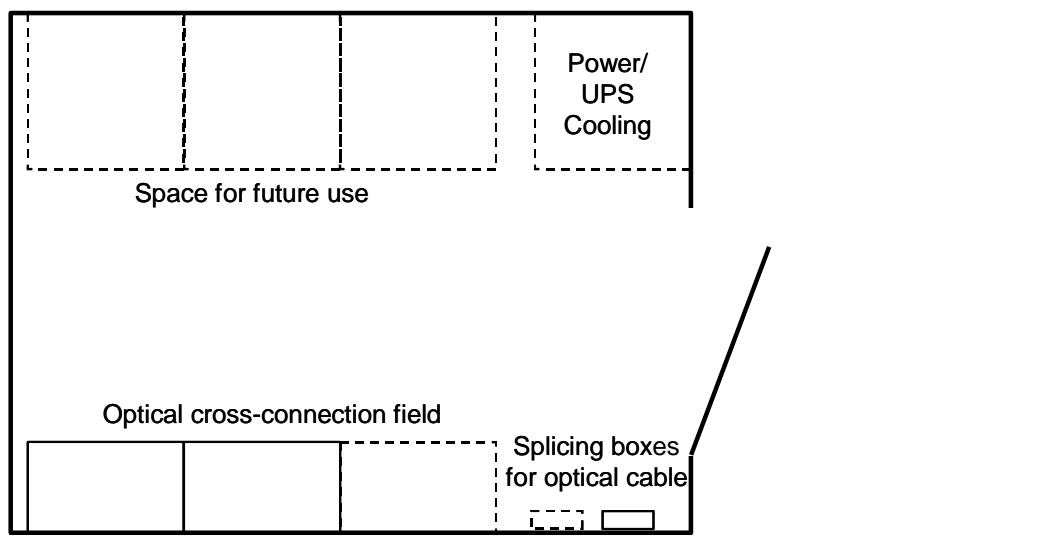 Power/
UPS
Cooling
Space for future use
Optical cross-connection field
Splicing boxes
for optical cable